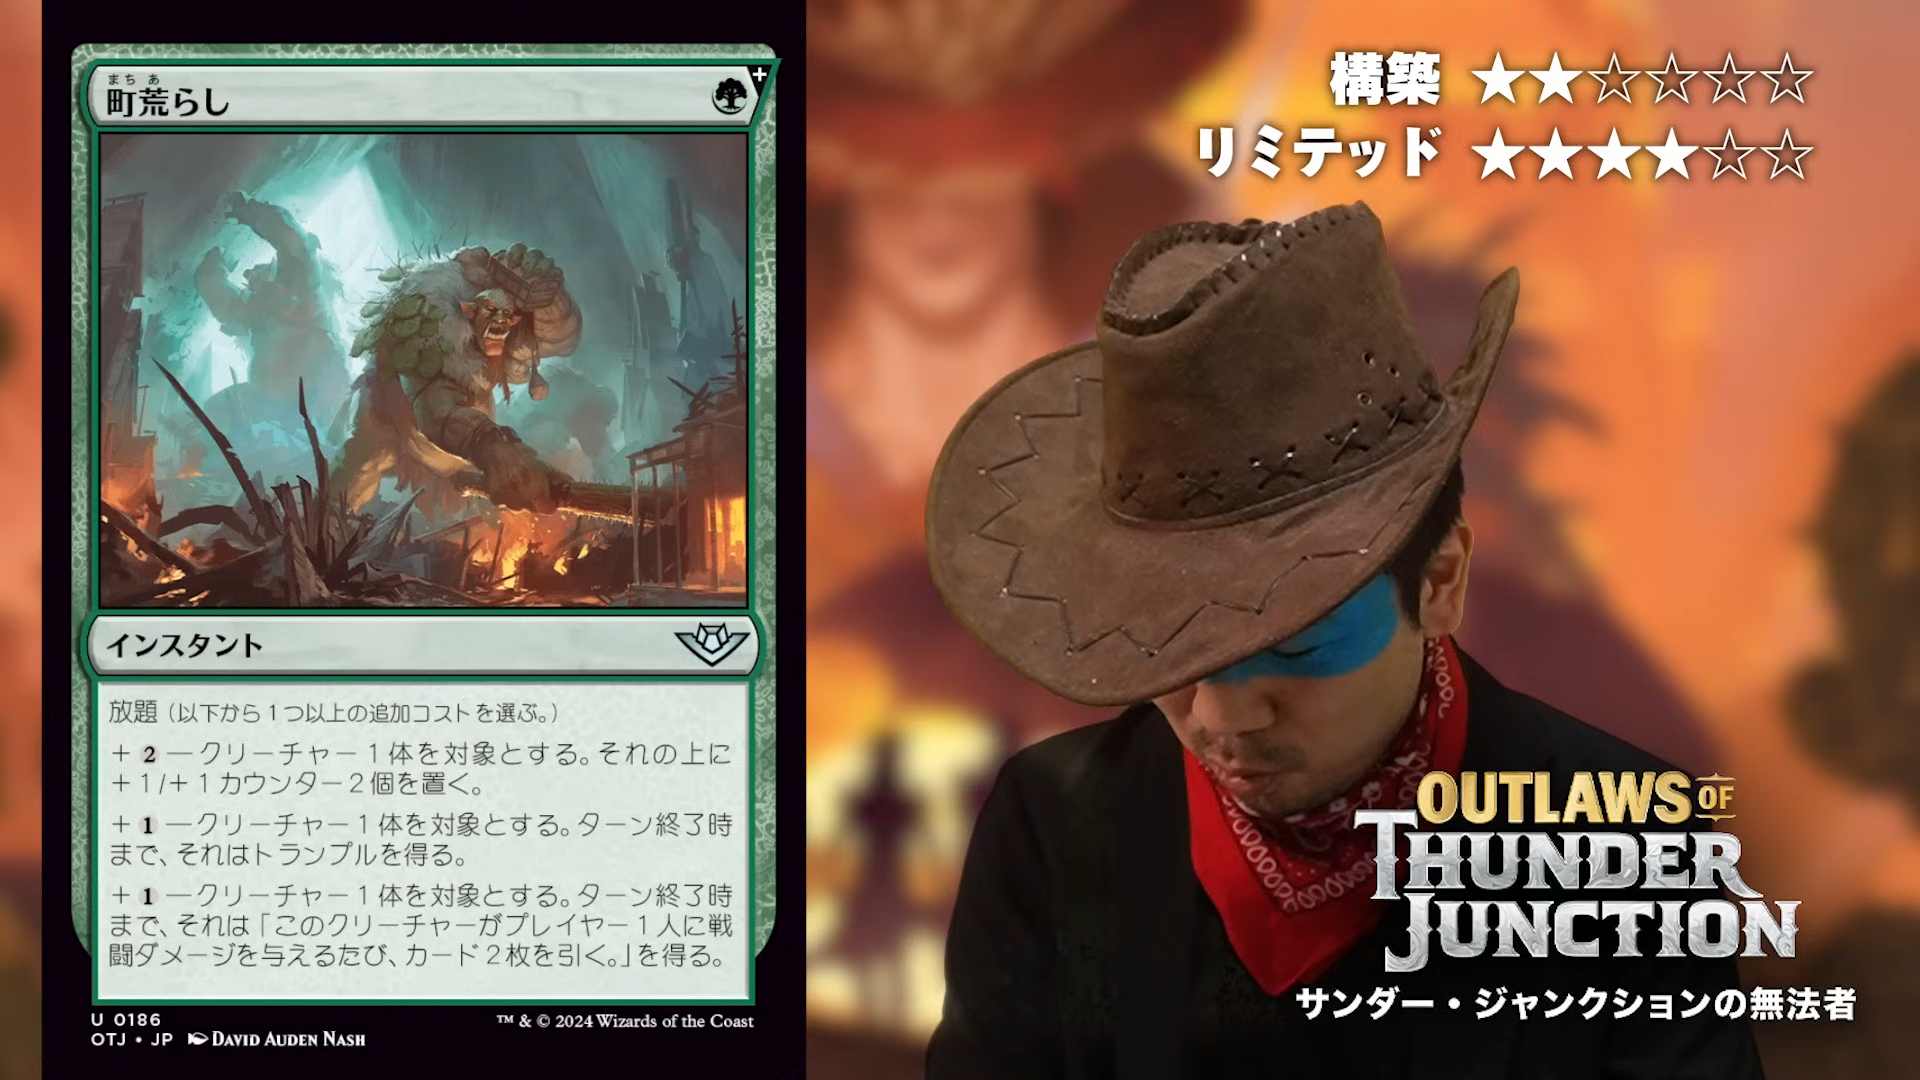 まち あ
町荒らし
インスタント
放題（以下から1つ以上の追加コストを選ぶ。）
+ 2 ―クリーチャー1体を対象とする。それの上に
+1/+1カウンター2個を置く。
+ 1 ―クリーチャー1体を対象とする。ターン終了時
まで、それはトランプルを得る。
+ 1 ―クリーチャー1体を対象とする。ターン終了時
まで、それは「このクリーチャーがプレイヤー1人に戦
闘ダメージを与えるたび、カード2枚を引く。」を得る。
U 0186
OTJ • JP DAVID AUDEN NASH
™ & © 2024 Wizards of the Coast
構築 ★★☆☆☆☆
リミテッド ★★★★☆☆
OUTLAWS OF
THUNDER
JUNCTION
サンダー・ジャンクションの無法者